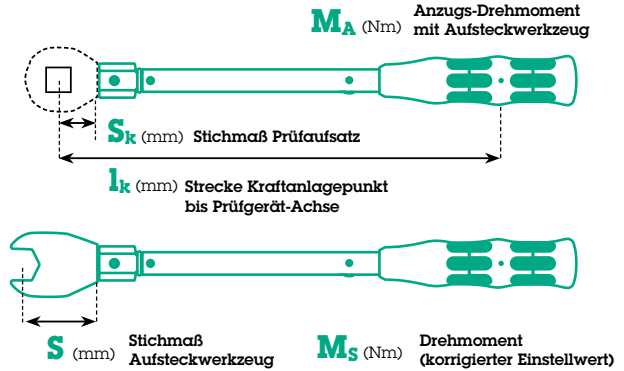 MA (Nm) Anzugs-Drehmoment
mit Aufsteckwerkzeug
Sk (mm) Stichmaß Prüfaufsatz
lk (mm) Strecke Kraftanlagepunkt
bis Prüfgerät-Achse
S (mm) Stichmaß
Aufsteckwerkzeug
MS (Nm) Drehmoment
(korrigierter Einstellwert)